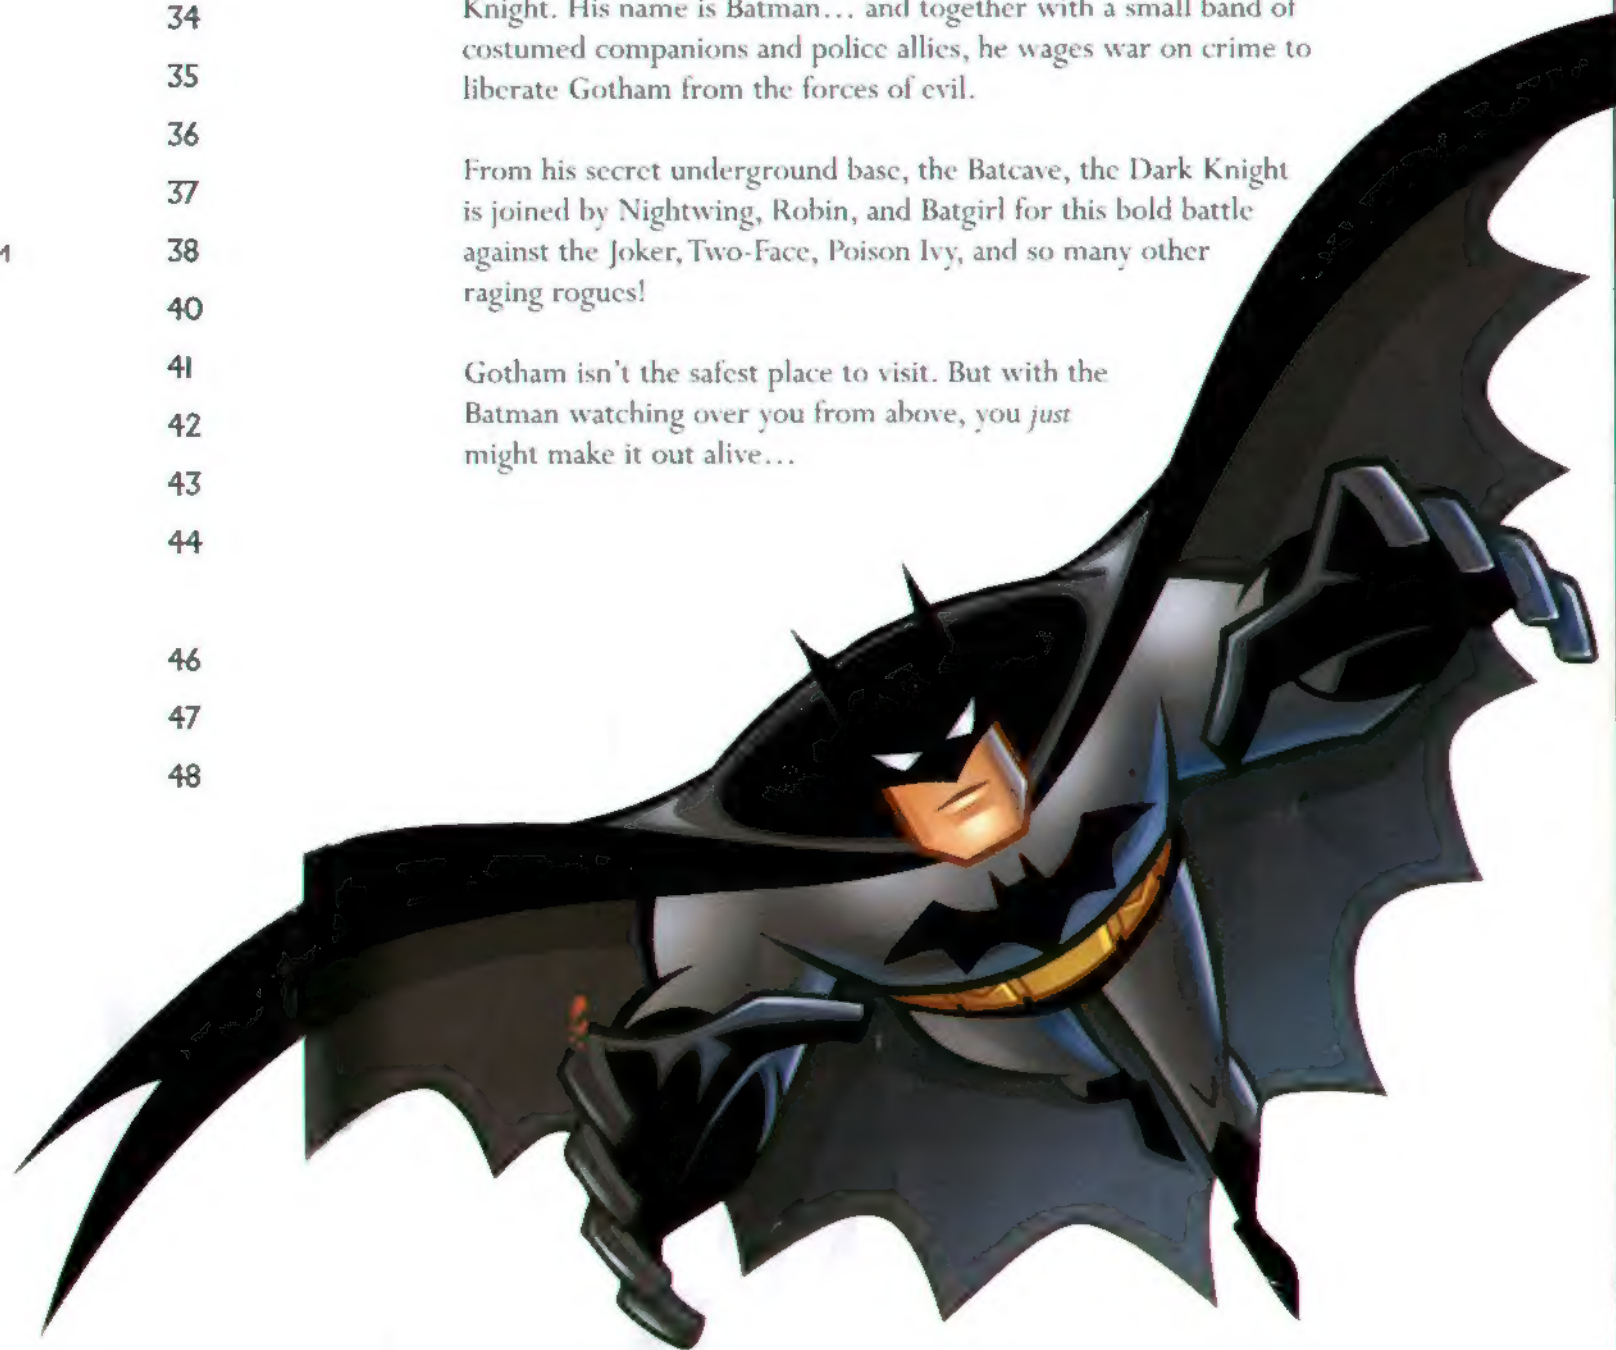 34
35
36
37
38
40
41
42
43
44
46
47
48
Knight. His name is Batman... and together with a small band of
costumed companions and police allies, he wages war on crime to
liberate Gotham from the forces of evil.
From his secret underground base, the Batcave, the Dark Knight
is joined by Nightwing, Robin, and Batgirl for this bold battle
against the Joker, Two-Face, Poison Ivy, and so many other
raging rogues!
Gotham isn't the safest place to visit. But with the
Batman watching over you from above, you just
might make it out alive...